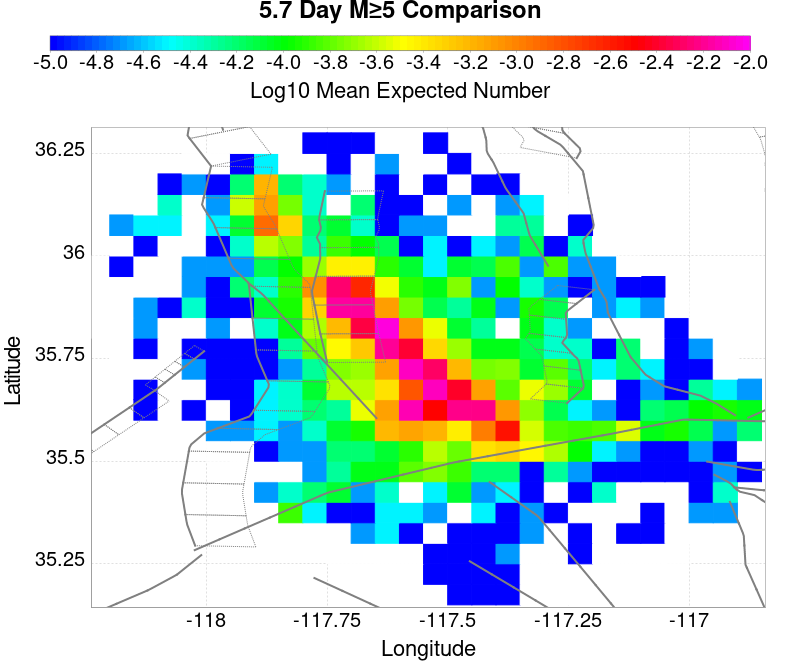 5.7 Day M≥5 Comparison
-5.0 -4.8 -4.6 -4.4 -4.2 -4.0 -3.8 -3.6 -3.4 -3.2 -3.0 -2.8 -2.6 -2.4 -2.2 -2.0
Log10 Mean Expected Number
36.25
36
35.75
35.5
35.25
Latitude
-118 -117.75 -117.5 -117.25 -117
Longitude